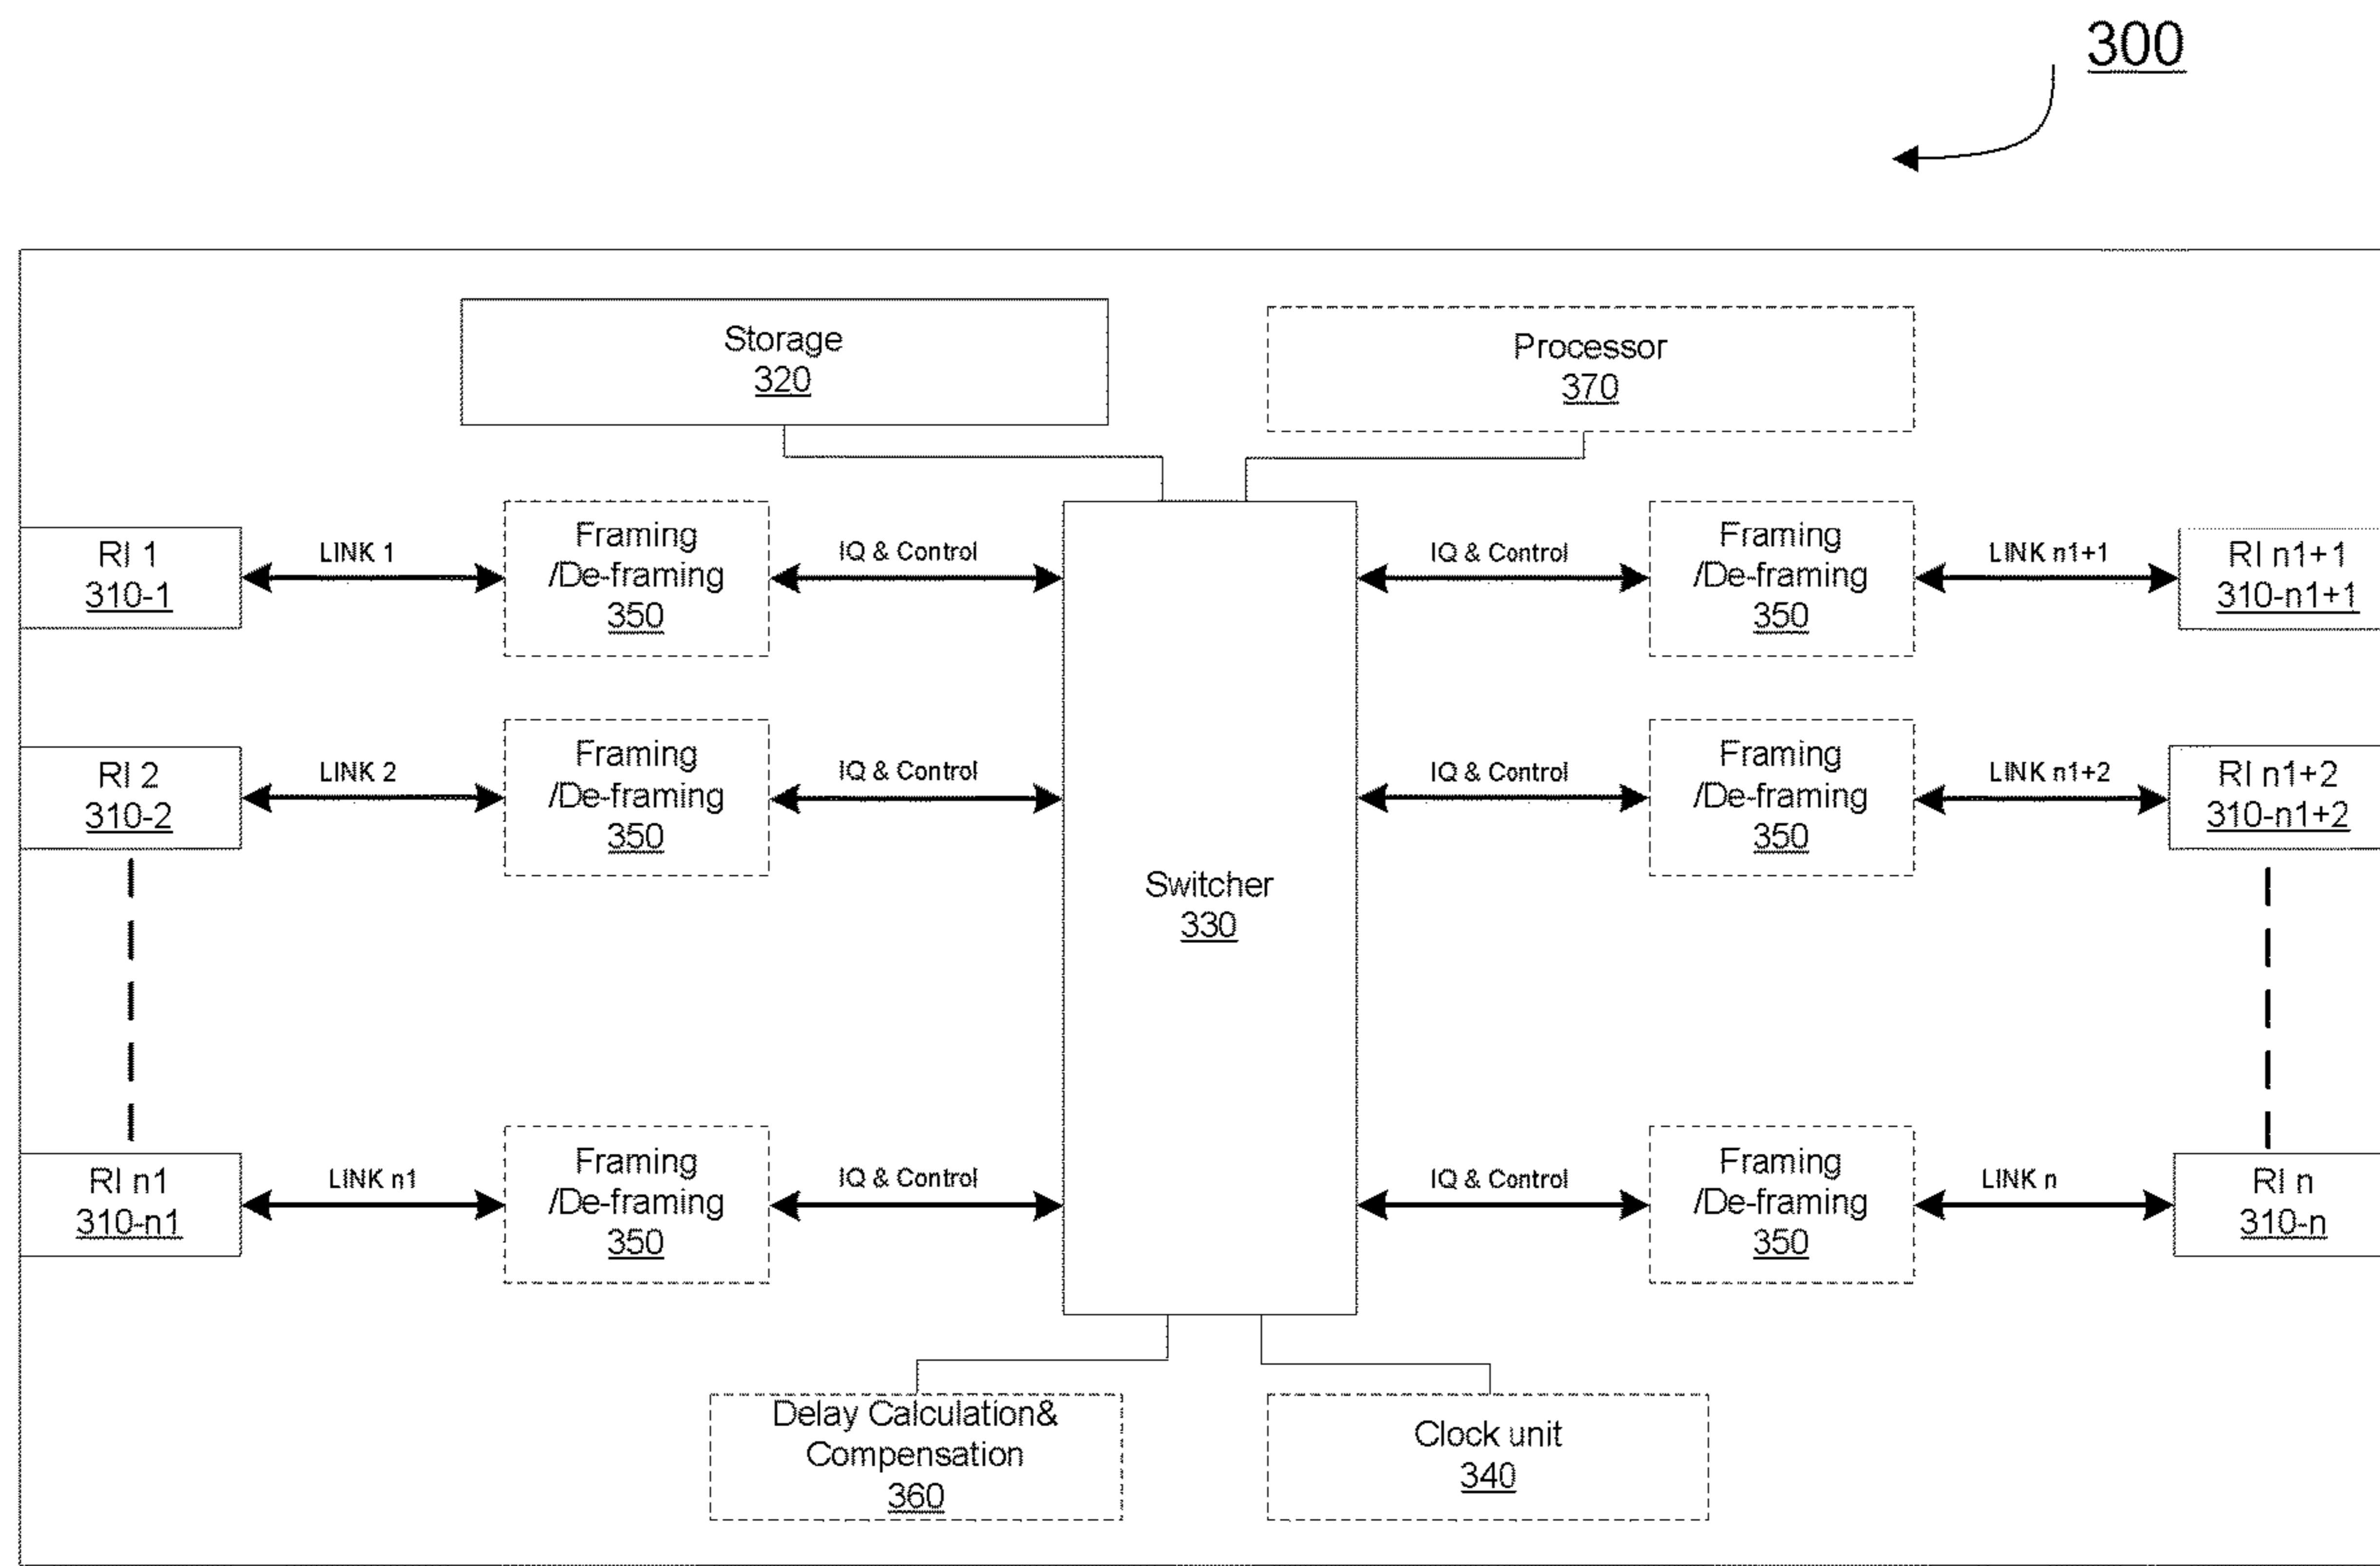 300
Storage
320
Processor
370
RI 1
310-1
LINK 1
Framing
/De-framing
350
IQ & Control
IQ & Control
Framing
/De-framing
350
LINK n1+1
RI n1+1
310-n1+1
RI 2
310-2
LINK 2
Framing
/De-framing
350
IQ & Control
Switcher
330
IQ & Control
Framing
/De-framing
350
LINK n1+2
RI n1+2
310-n1+2
RI n1
310-n1
LINK n1
Framing
/De-framing
350
IQ & Control
IQ & Control
Framing
/De-framing
350
LINK n
RI n
310-n
Delay Calculation&
Compensation
360
Clock unit
340